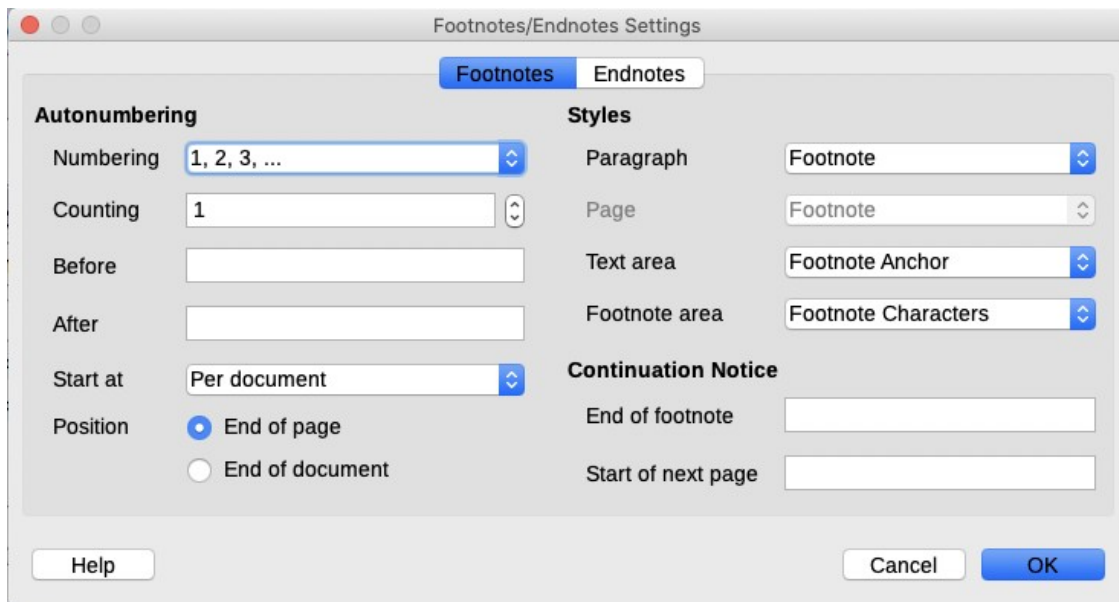 Footnotes/Endnotes Settings
Footnotes Endnotes
Autonumbering
Numbering 1, 2, 3, ...
Counting 1
Before
After
Start at Per document
Position End of page
End of document
Styles
Paragraph Footnote
Page Footnote
Text area Footnote Anchor
Footnote area Footnote Characters
Continuation Notice
End of footnote
Start of next page
Help Cancel OK